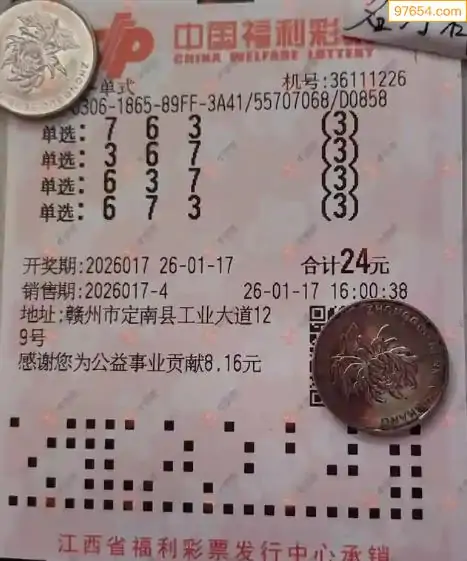 97654.com
中国福利彩
CHINA WELFARE LOTTERY
单式 机号:36111226
0306-1865-89FF-3A41/55707068/D0858
单选: 7 6 3 (3)
单选: 3 6 7 (3)
单选: 6 3 7 (3)
单选: 6 7 3 (3)
开奖期:2026017 26-01-17 合计24元
销售期:2026017-4 26-01-17 16:00:38
地址:赣州市定南县工业大道12
9号
感谢您为公益事业贡献8.16元
江西省福利彩票发行中心承销